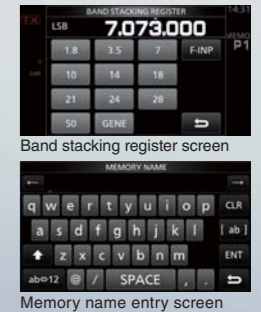 BAND STACKING REGISTER
1431
TX
LSB
7.073.000
MEMO
P1
1.8 3.5 7 F-INP
10 14 18
21 24 28
50 GENE
Band stacking register screen
MEMORY NAME
q w e r t y u i o p CLR
a s d f g h j k l [ ab ]
z x c v b n m ENT
ab⇔12 @ / SPACE , .
Memory name entry screen